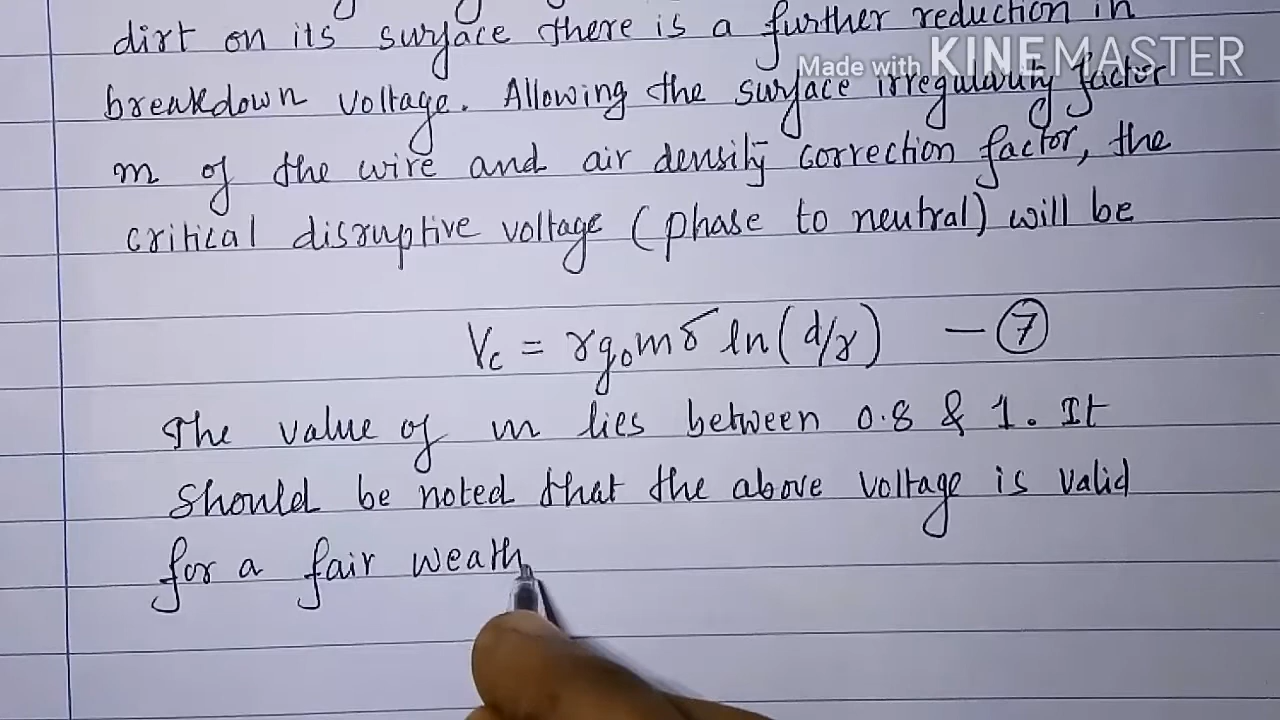 dirt on its surface there is a further reduction in
Made with KINEMASTER
breakdown voltage. Allowing the surface irregularity factor
m of the wire and air density correction factor, the
critical disruptive voltage (phase to neutral) will be
Vc = rg₀mδ ln(d/r) — ⑦
The value of m lies between 0.8 & 1. It
should be noted that the above voltage is valid
for a fair weath